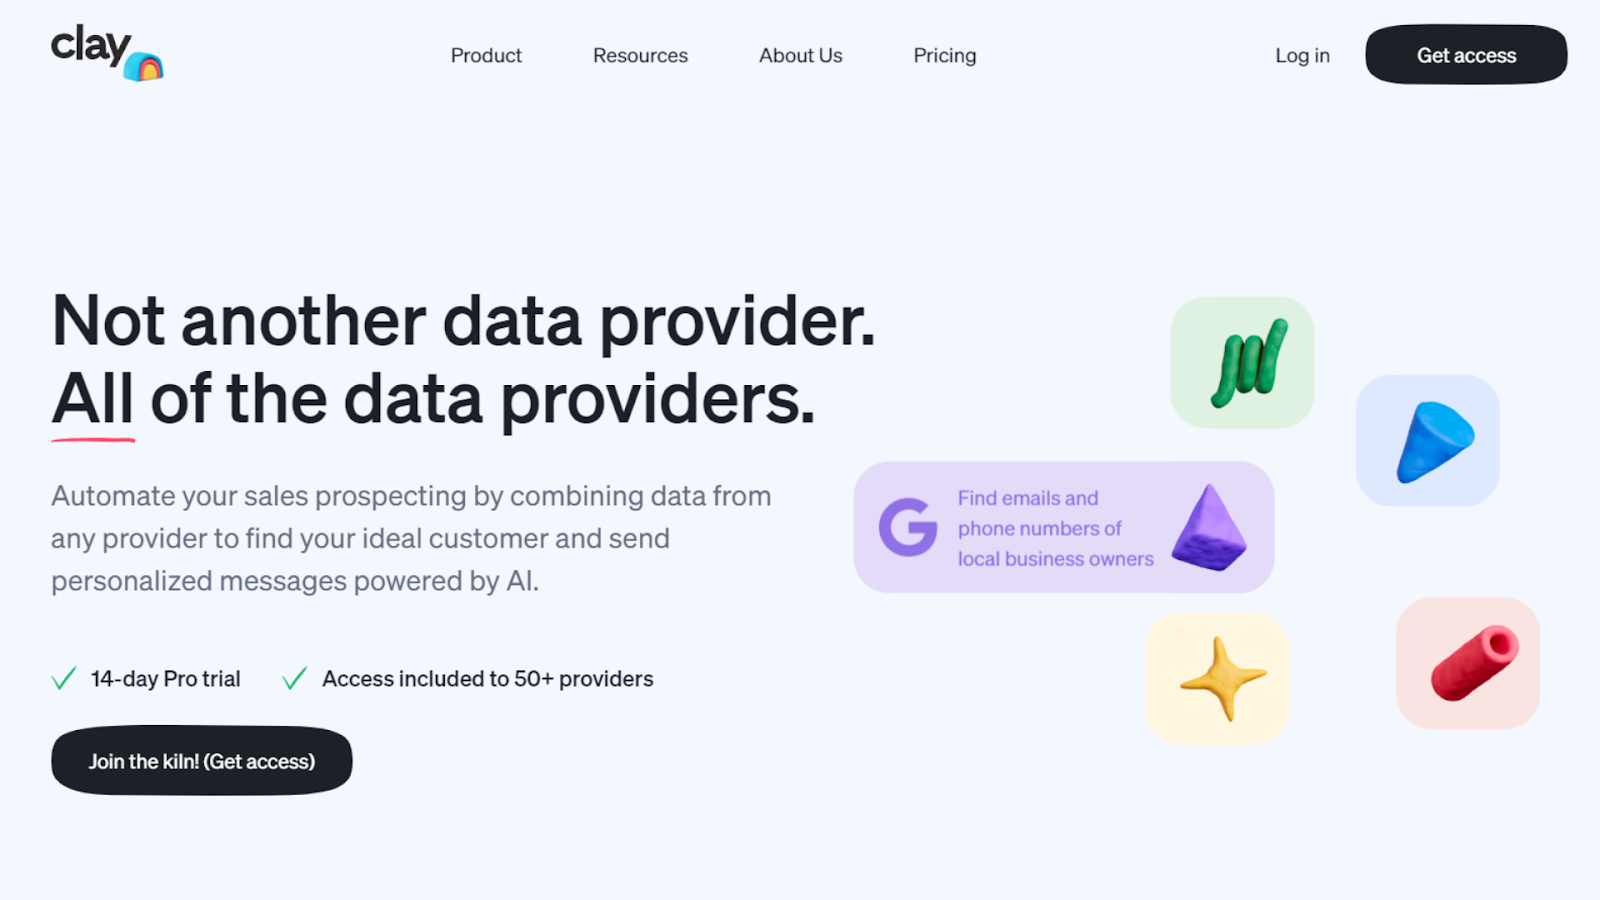 clay
Product
Resources
About Us
Pricing
Log in
Get access
Not another data provider.
All of the data providers.
Automate your sales prospecting by combining data from
any provider to find your ideal customer and send
personalized messages powered by AI.
14-day Pro trial
Access included to 50+ providers
Join the kiln! (Get access)
G
Find emails and
phone numbers of
local business owners